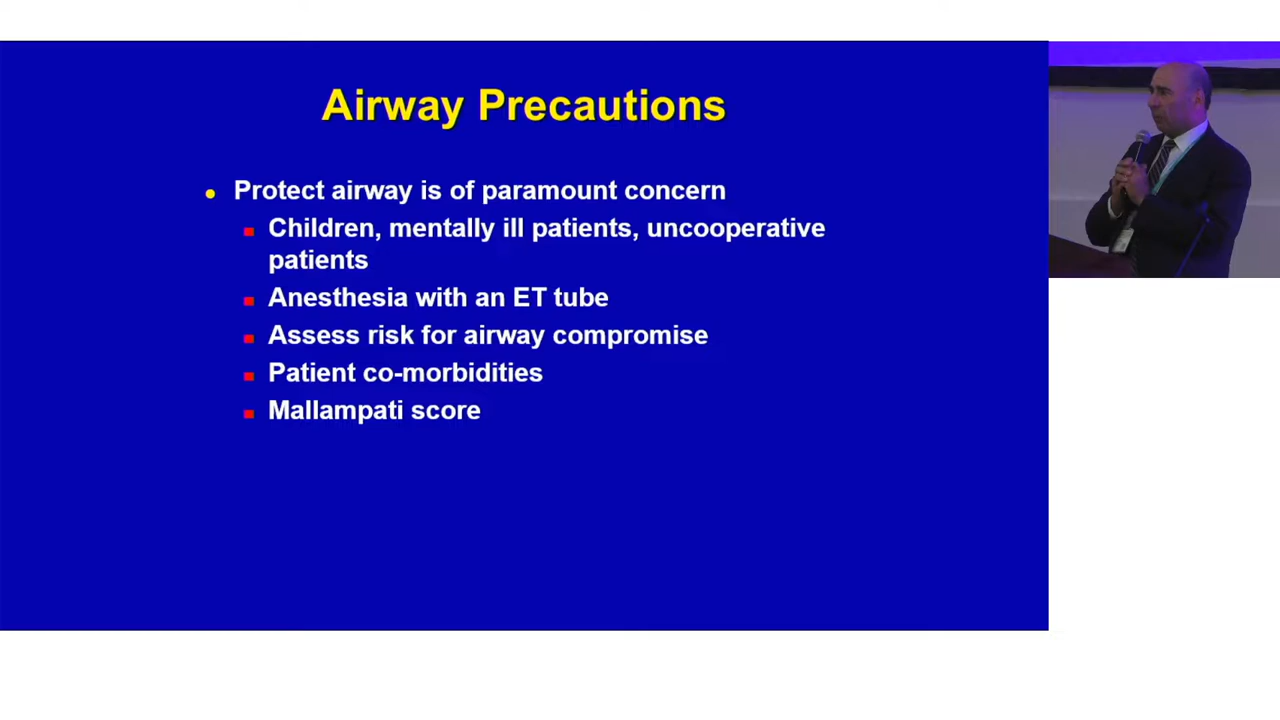 Airway Precautions
Protect airway is of paramount concern
Children, mentally ill patients, uncooperative
patients
Anesthesia with an ET tube
Assess risk for airway compromise
Patient co-morbidities
Mallampati score